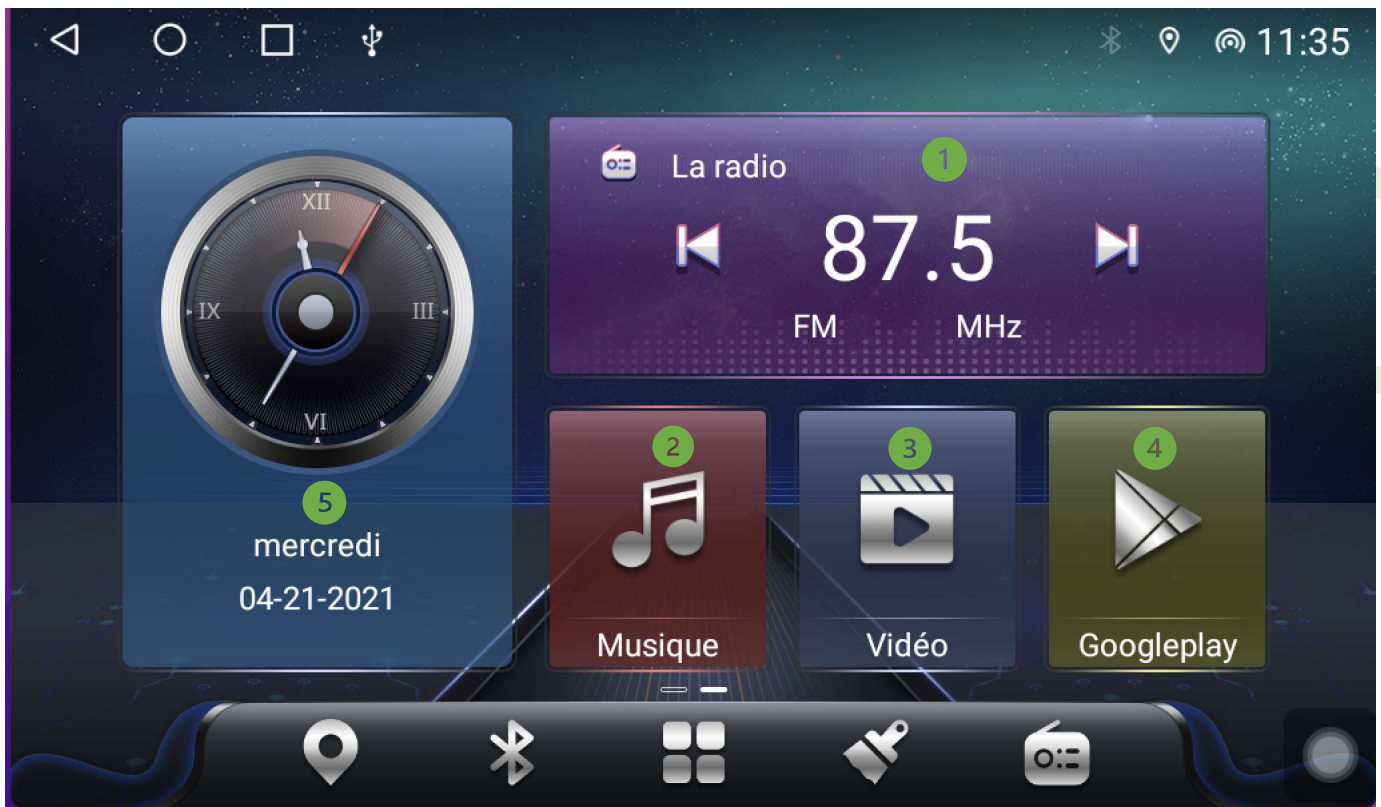 11:35
XII
III
VI
IX
5
mercredi
04-21-2021
La radio
1
87.5
FM MHz
2
Musique
3
Vidéo
4
Googleplay